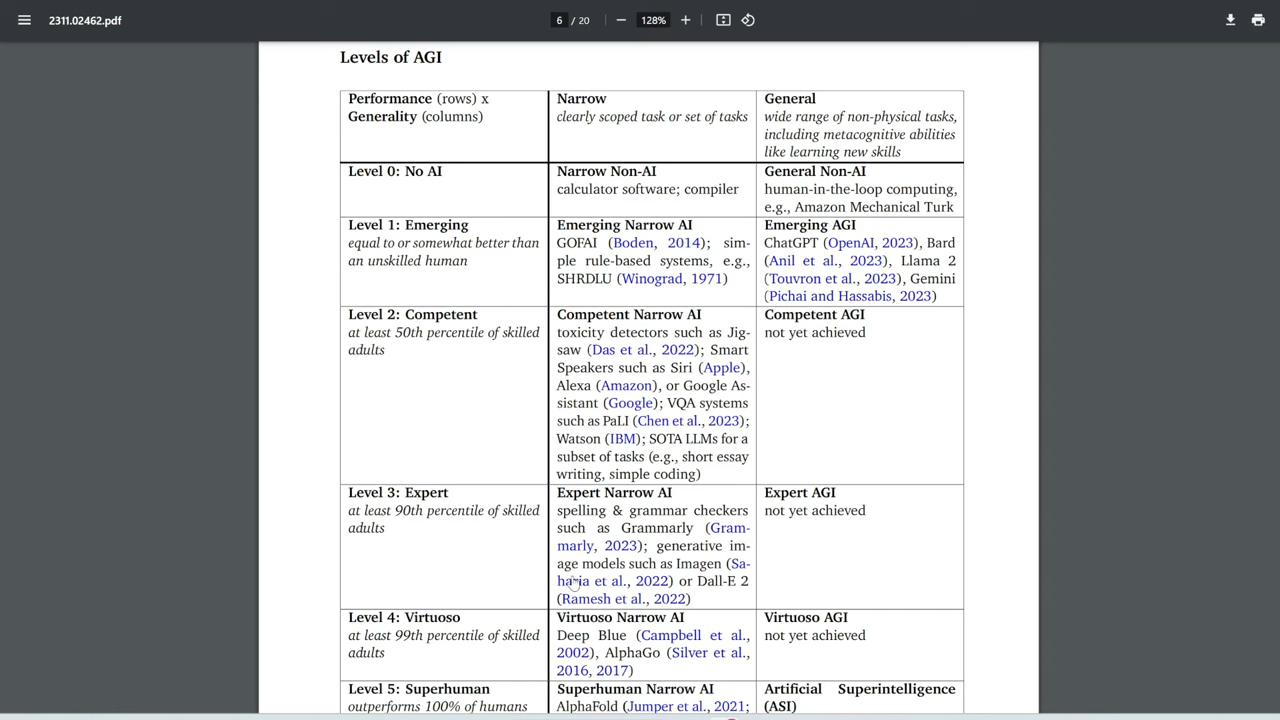 2311.02462.pdf
6 / 20
128%
Levels of AGI
Performance (rows) x
Generality (columns)
Narrow
clearly scoped task or set of tasks
General
wide range of non-physical tasks,
including metacognitive abilities
like learning new skills
Level 0: No AI
Narrow Non-AI
calculator software; compiler
General Non-AI
human-in-the-loop computing,
e.g., Amazon Mechanical Turk
Level 1: Emerging
equal to or somewhat better than
an unskilled human
Emerging Narrow AI
GOFAI (Boden, 2014); sim-
ple rule-based systems, e.g.,
SHRDLU (Winograd, 1971)
Emerging AGI
ChatGPT (OpenAI, 2023), Bard
(Anil et al., 2023), Llama 2
(Touvron et al., 2023), Gemini
(Pichai and Hassabis, 2023)
Level 2: Competent
at least 50th percentile of skilled
adults
Competent Narrow AI
toxicity detectors such as Jig-
saw (Das et al., 2022); Smart
Speakers such as Siri (Apple),
Alexa (Amazon), or Google As-
sistant (Google); VQA systems
such as PaLI (Chen et al., 2023);
Watson (IBM); SOTA LLMs for a
subset of tasks (e.g., short essay
writing, simple coding)
Competent AGI
not yet achieved
Level 3: Expert
at least 90th percentile of skilled
adults
Expert Narrow AI
spelling & grammar checkers
such as Grammarly (Gram-
marly, 2023); generative im-
age models such as Imagen (Sa-
haria et al., 2022) or Dall-E 2
(Ramesh et al., 2022)
Expert AGI
not yet achieved
Level 4: Virtuoso
at least 99th percentile of skilled
adults
Virtuoso Narrow AI
Deep Blue (Campbell et al.,
2002), AlphaGo (Silver et al.,
2016, 2017)
Virtuoso AGI
not yet achieved
Level 5: Superhuman
outperforms 100% of humans
Superhuman Narrow AI
AlphaFold (Jumper et al., 2021;
Artificial Superintelligence
(ASI)